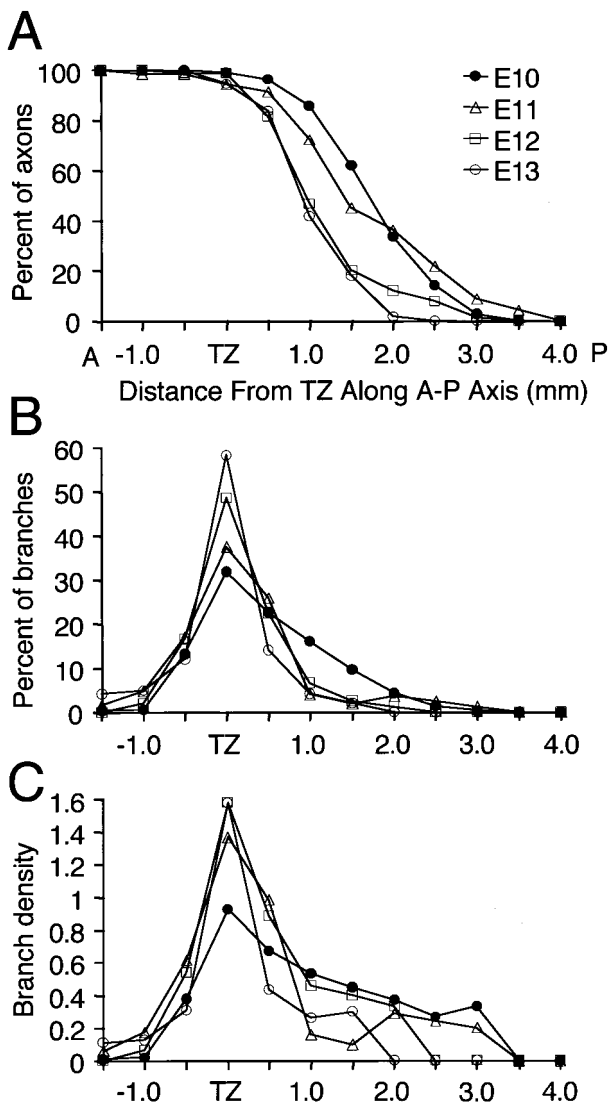 A
100
80
60
40
20
0
Percent of axons
E10
E11
E12
E13
A -1.0 TZ 1.0 2.0 3.0 4.0 P
Distance From TZ Along A-P Axis (mm)
B
60
50
40
30
20
10
0
Percent of branches
-1.0 TZ 1.0 2.0 3.0 4.0
C
1.6
1.4
1.2
1
0.8
0.6
0.4
0.2
0
Branch density
-1.0 TZ 1.0 2.0 3.0 4.0